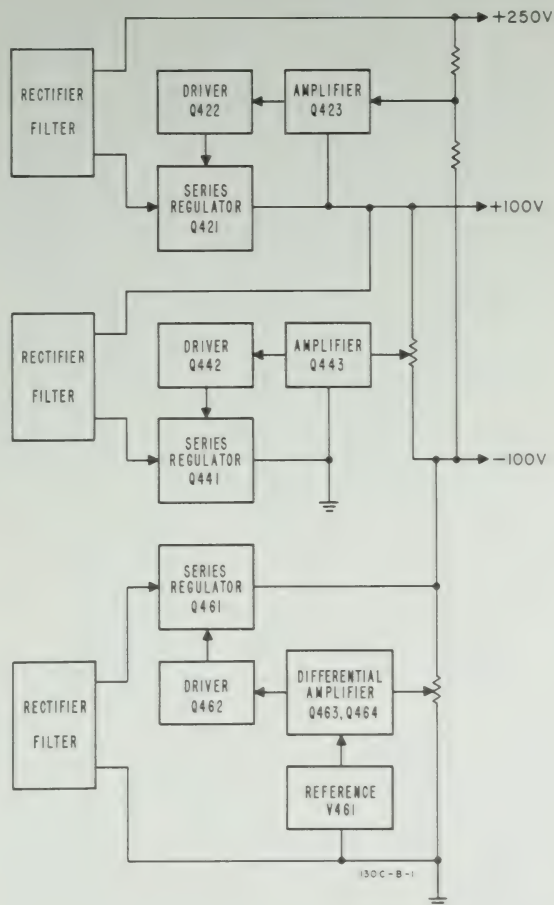 +250V
RECTIFIER
FILTER
DRIVER
Q422
AMPLIFIER
Q423
SERIES
REGULATOR
Q421
+100V
RECTIFIER
FILTER
DRIVER
Q442
AMPLIFIER
Q443
SERIES
REGULATOR
Q441
-100V
SERIES
REGULATOR
Q461
RECTIFIER
FILTER
DRIVER
Q462
DIFFERENTIAL
AMPLIFIER
Q463, Q464
REFERENCE
V461
130C-B-1